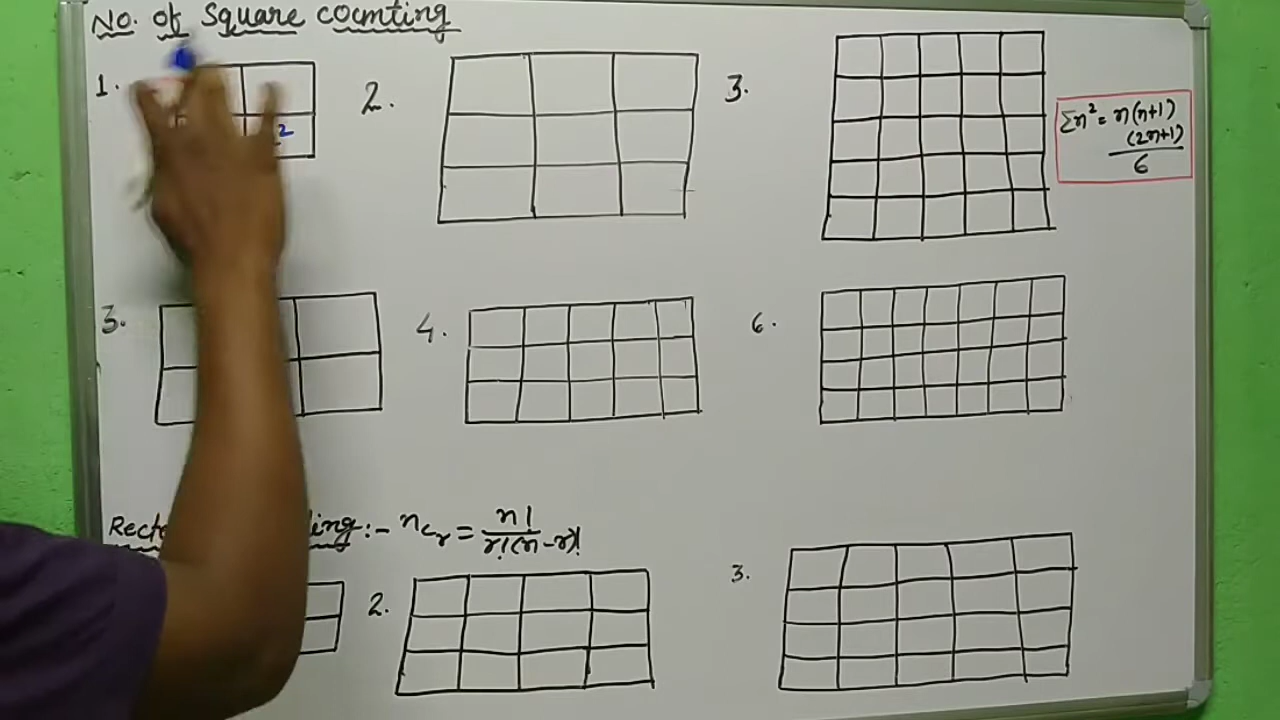 No. of Square counting
1.
2
2.
3.
Σn² = n(n+1)
(2n+1)
6
3.
4.
6.
:- nCr = n!
r!(n-r)!
2.
3.